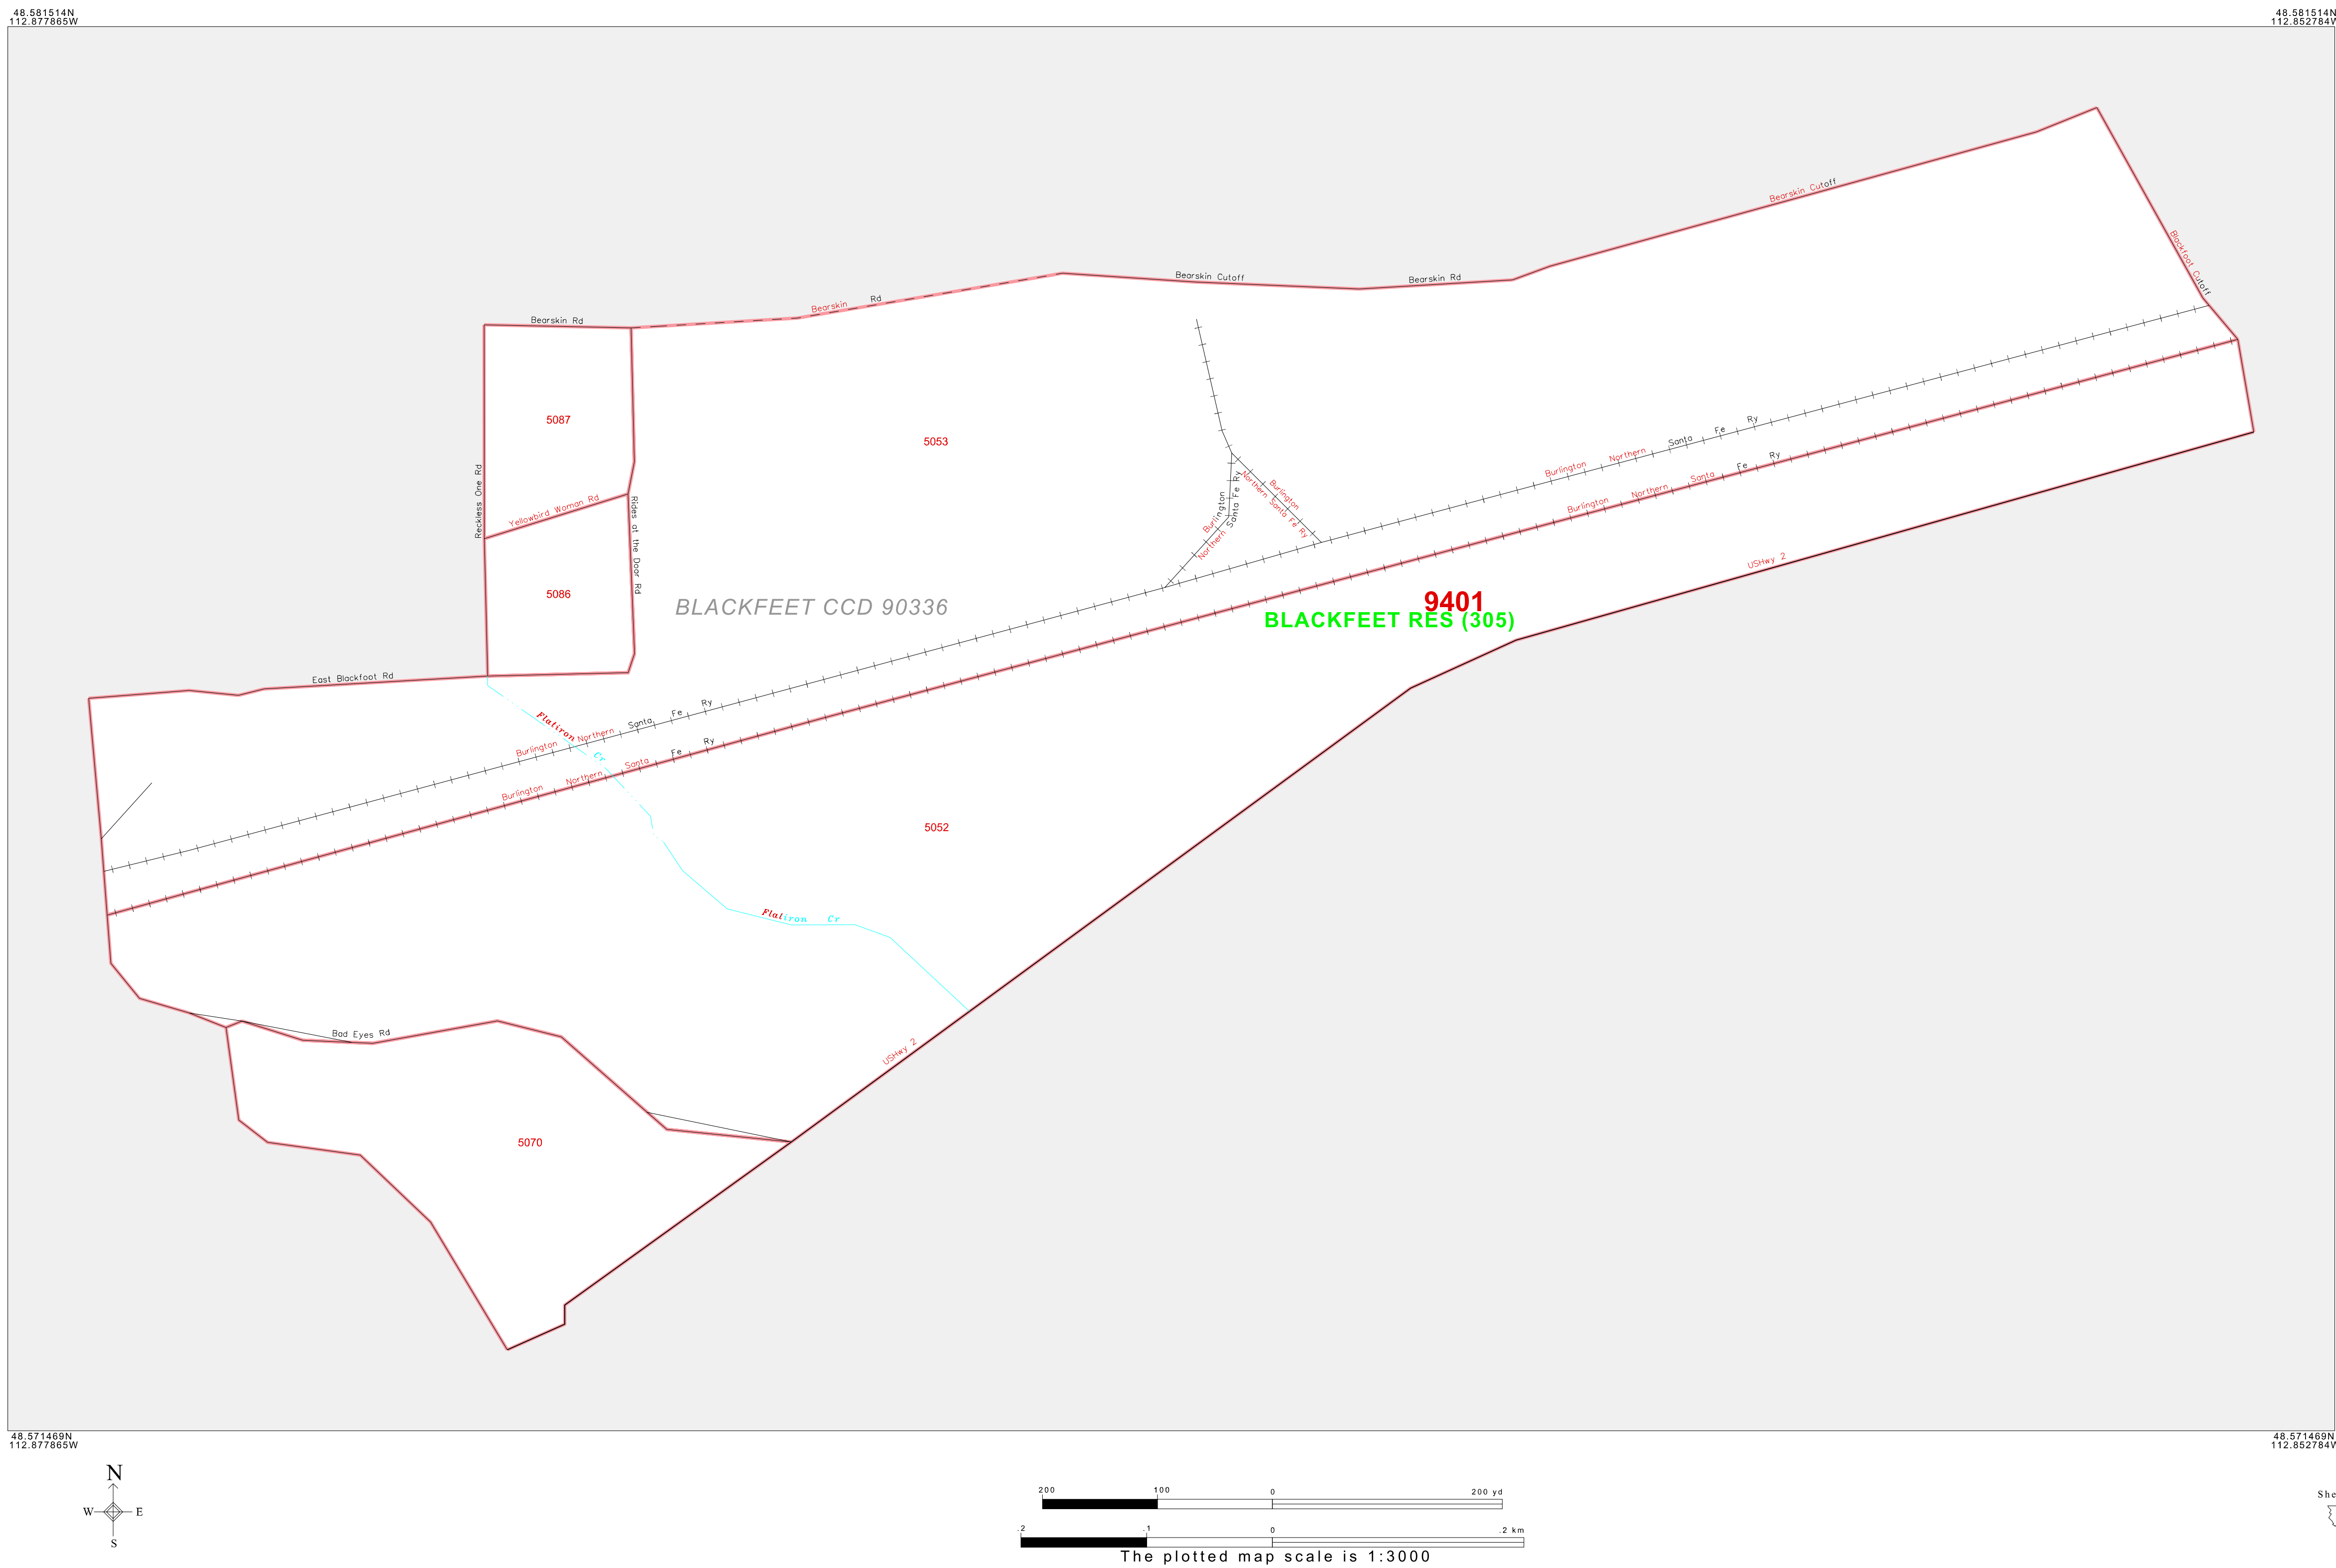 48.581514N
112.877865W
48.581514N
112.852784W
Bearskin Cutoff
Blackfoot Cutoff
Bearskin Cutoff
Bearskin Rd
Bearskin Rd
Bearskin Rd
5087
5053
Reckless One Rd
Yellowbird Woman Rd
Rides at the Door Rd
5086
Burlington
Northern Santa Fe Ry
Burlington
Northern Santa Fe Ry
Burlington Northern Santa Fe Ry
Burlington Northern Santa Fe Ry
USHwy 2
BLACKFEET CCD 90336
9401
BLACKFEET RES (305)
East Blackfoot Rd
Flatiron Cr
Burlington Northern Santa Fe Ry
Burlington Northern Santa Fe Ry
5052
Flatiron Cr
Bad Eyes Rd
USHwy 2
5070
48.571469N
112.877865W
48.571469N
112.852784W
N
W E
S
200 100 0 200 yd
.2 .1 0 .2 km
The plotted map scale is 1:3000